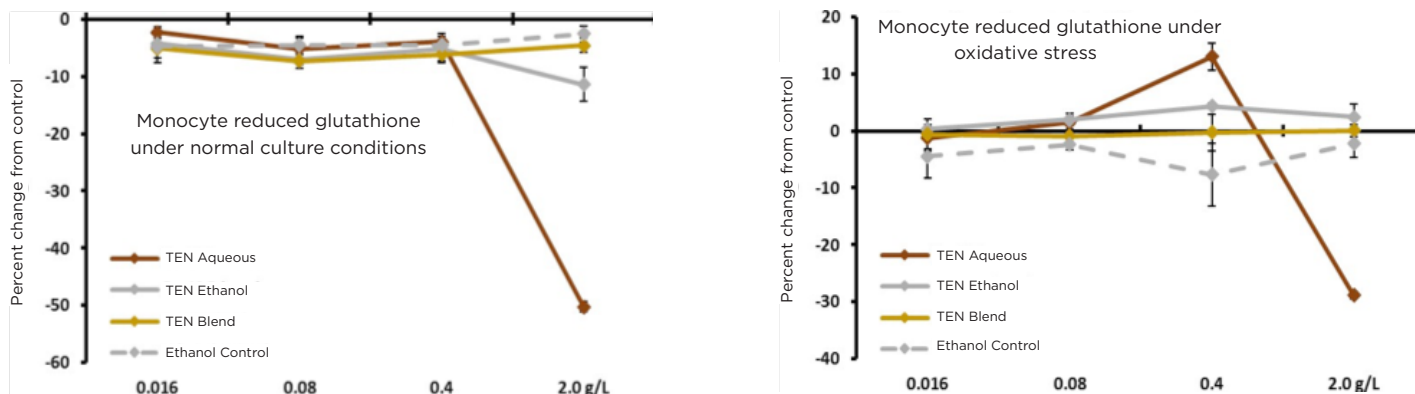 0
-10
-20
-30
-40
-50
-60
Percent change from control
Monocyte reduced glutathione
under normal culture conditions
TEN Aqueous
TEN Ethanol
TEN Blend
Ethanol Control
0.016
0.08
0.4
2.0 g/L
20
10
0
-10
-20
-30
-40
Percent change from control
Monocyte reduced glutathione under
oxidative stress
TEN Aqueous
TEN Ethanol
TEN Blend
Ethanol Control
0.016
0.08
0.4
2.0 g/L